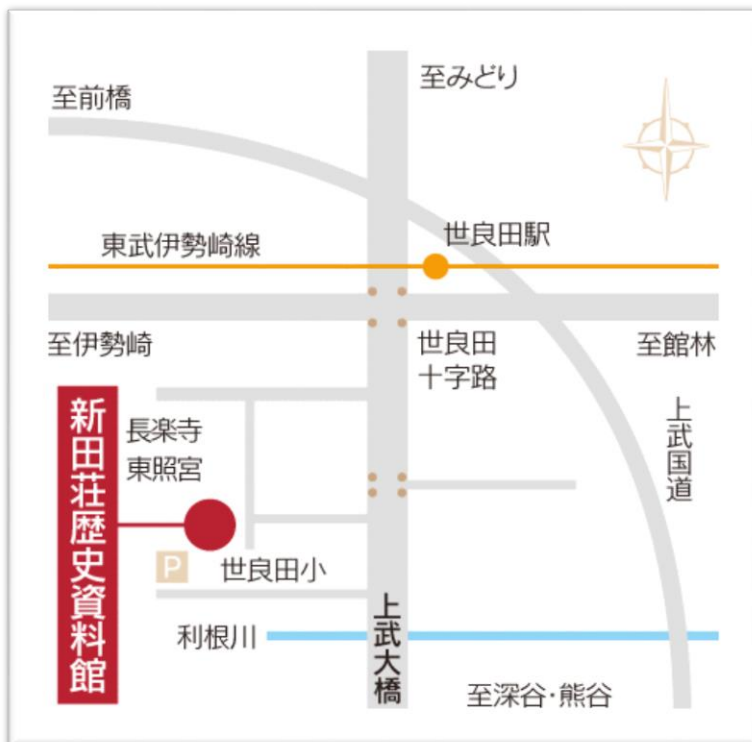 至みどり
至前橋
東武伊勢崎線
世良田駅
至伊勢崎
世良田
十字路
至館林
上武国道
新田荘歴史資料館
長楽寺
東照宮
P
世良田小
利根川
上武大橋
至深谷・熊谷